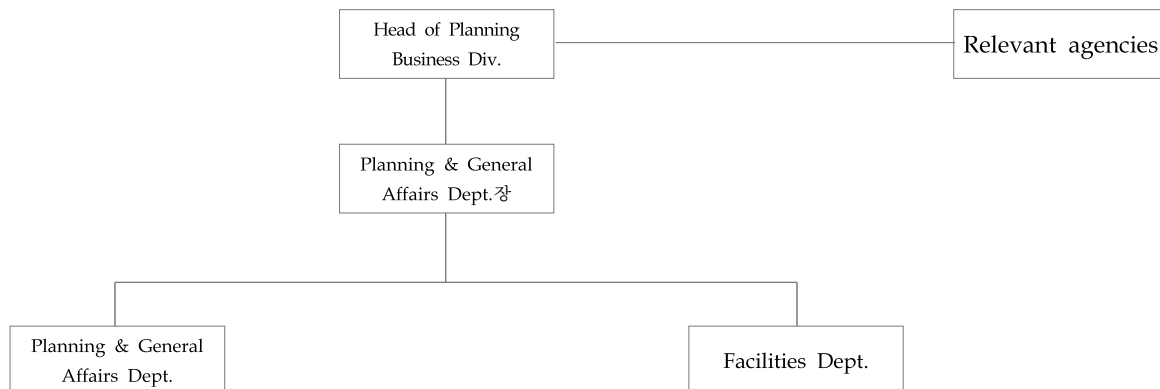 Head of Planning
Business Div.
Relevant agencies
Planning & General
Affairs Dept.장
Planning & General
Affairs Dept.
Facilities Dept.